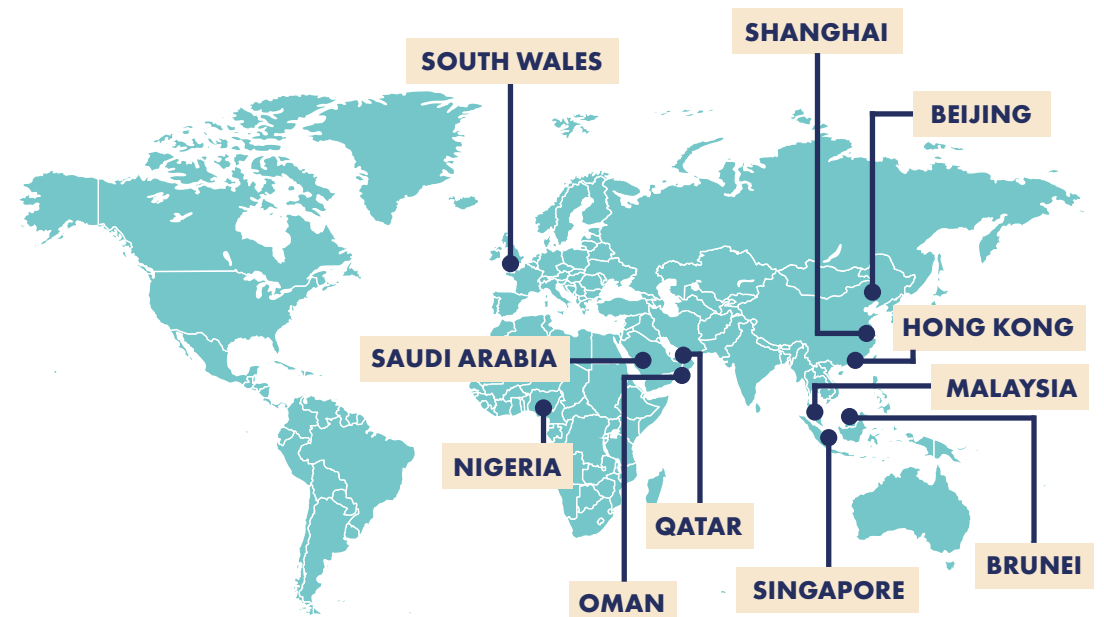 SHANGHAI
SOUTH WALES
BEIJING
HONG KONG
SAUDI ARABIA
MALAYSIA
NIGERIA
QATAR
BRUNEI
SINGAPORE
OMAN